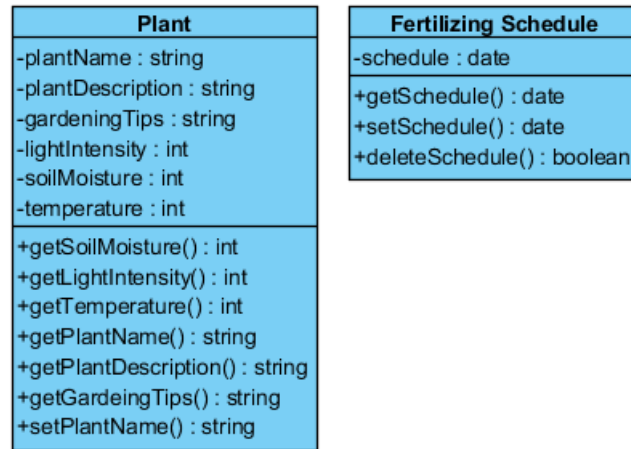 Plant
-plantName : string
-plantDescription : string
-gardeningTips : string
-lightIntensity : int
-soilMoisture : int
-temperature : int
+getSoilMoisture() : int
+getLightIntensity() : int
+getTemperature() : int
+getPlantName() : string
+getPlantDescription() : string
+getGardeingTips() : string
+setPlantName() : string
Fertilizing Schedule
-schedule : date
+getSchedule() : date
+setSchedule() : date
+deleteSchedule() : boolean